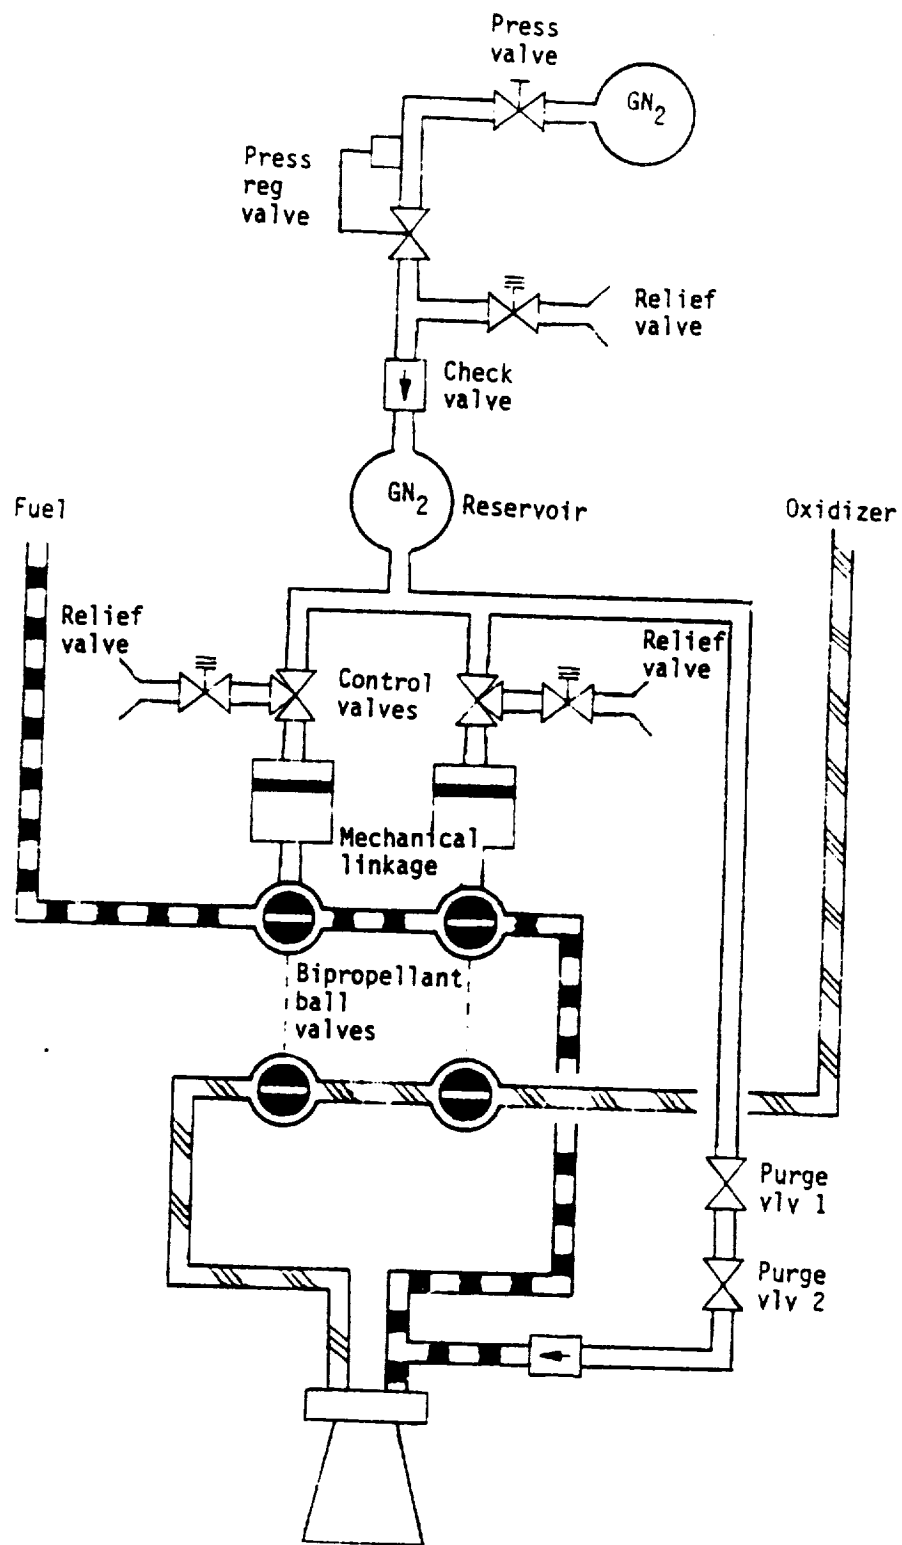 Press
valve
GN2
Press
reg
valve
Relief
valve
Check
valve
GN2
Reservoir
Fuel
Oxidizer
Relief
valve
Relief
valve
Control
valves
Mechanical
linkage
Bipropellant
ball
valves
Purge
vlv 1
Purge
vlv 2